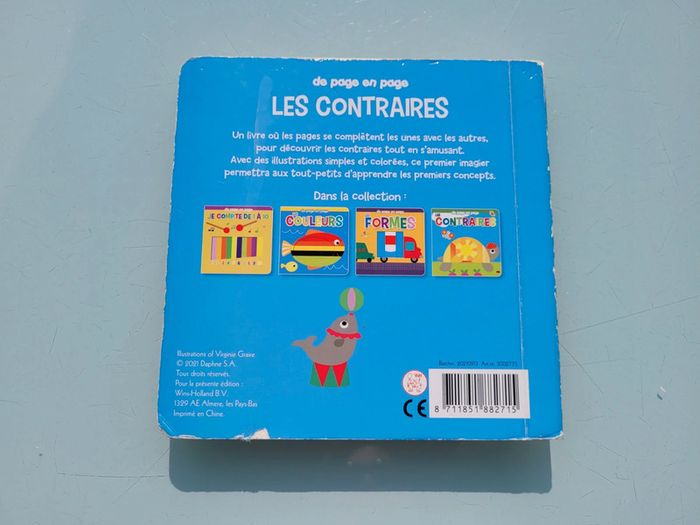 de page en page
LES CONTRAIRES
Un livre où les pages se complètent les unes avec les autres,
pour découvrir les contraires tout en s'amusant.
Avec des illustrations simples et colorées, ce premier imagier
permettra aux tout-petits d'apprendre les premiers concepts.
Dans la collection :
JE COMPTE DE 1 À 10
COULEURS
FORMES
CONTRAIRES
Illustrations of Virginie Graire
© 2021 Daphne S.A.
Tous droits réservés.
Pour la présente édition :
Wins-Holland B.V.
1329 AE Almere, les Pays-Bas
Imprimé en Chine.
CE
8 711851 882715